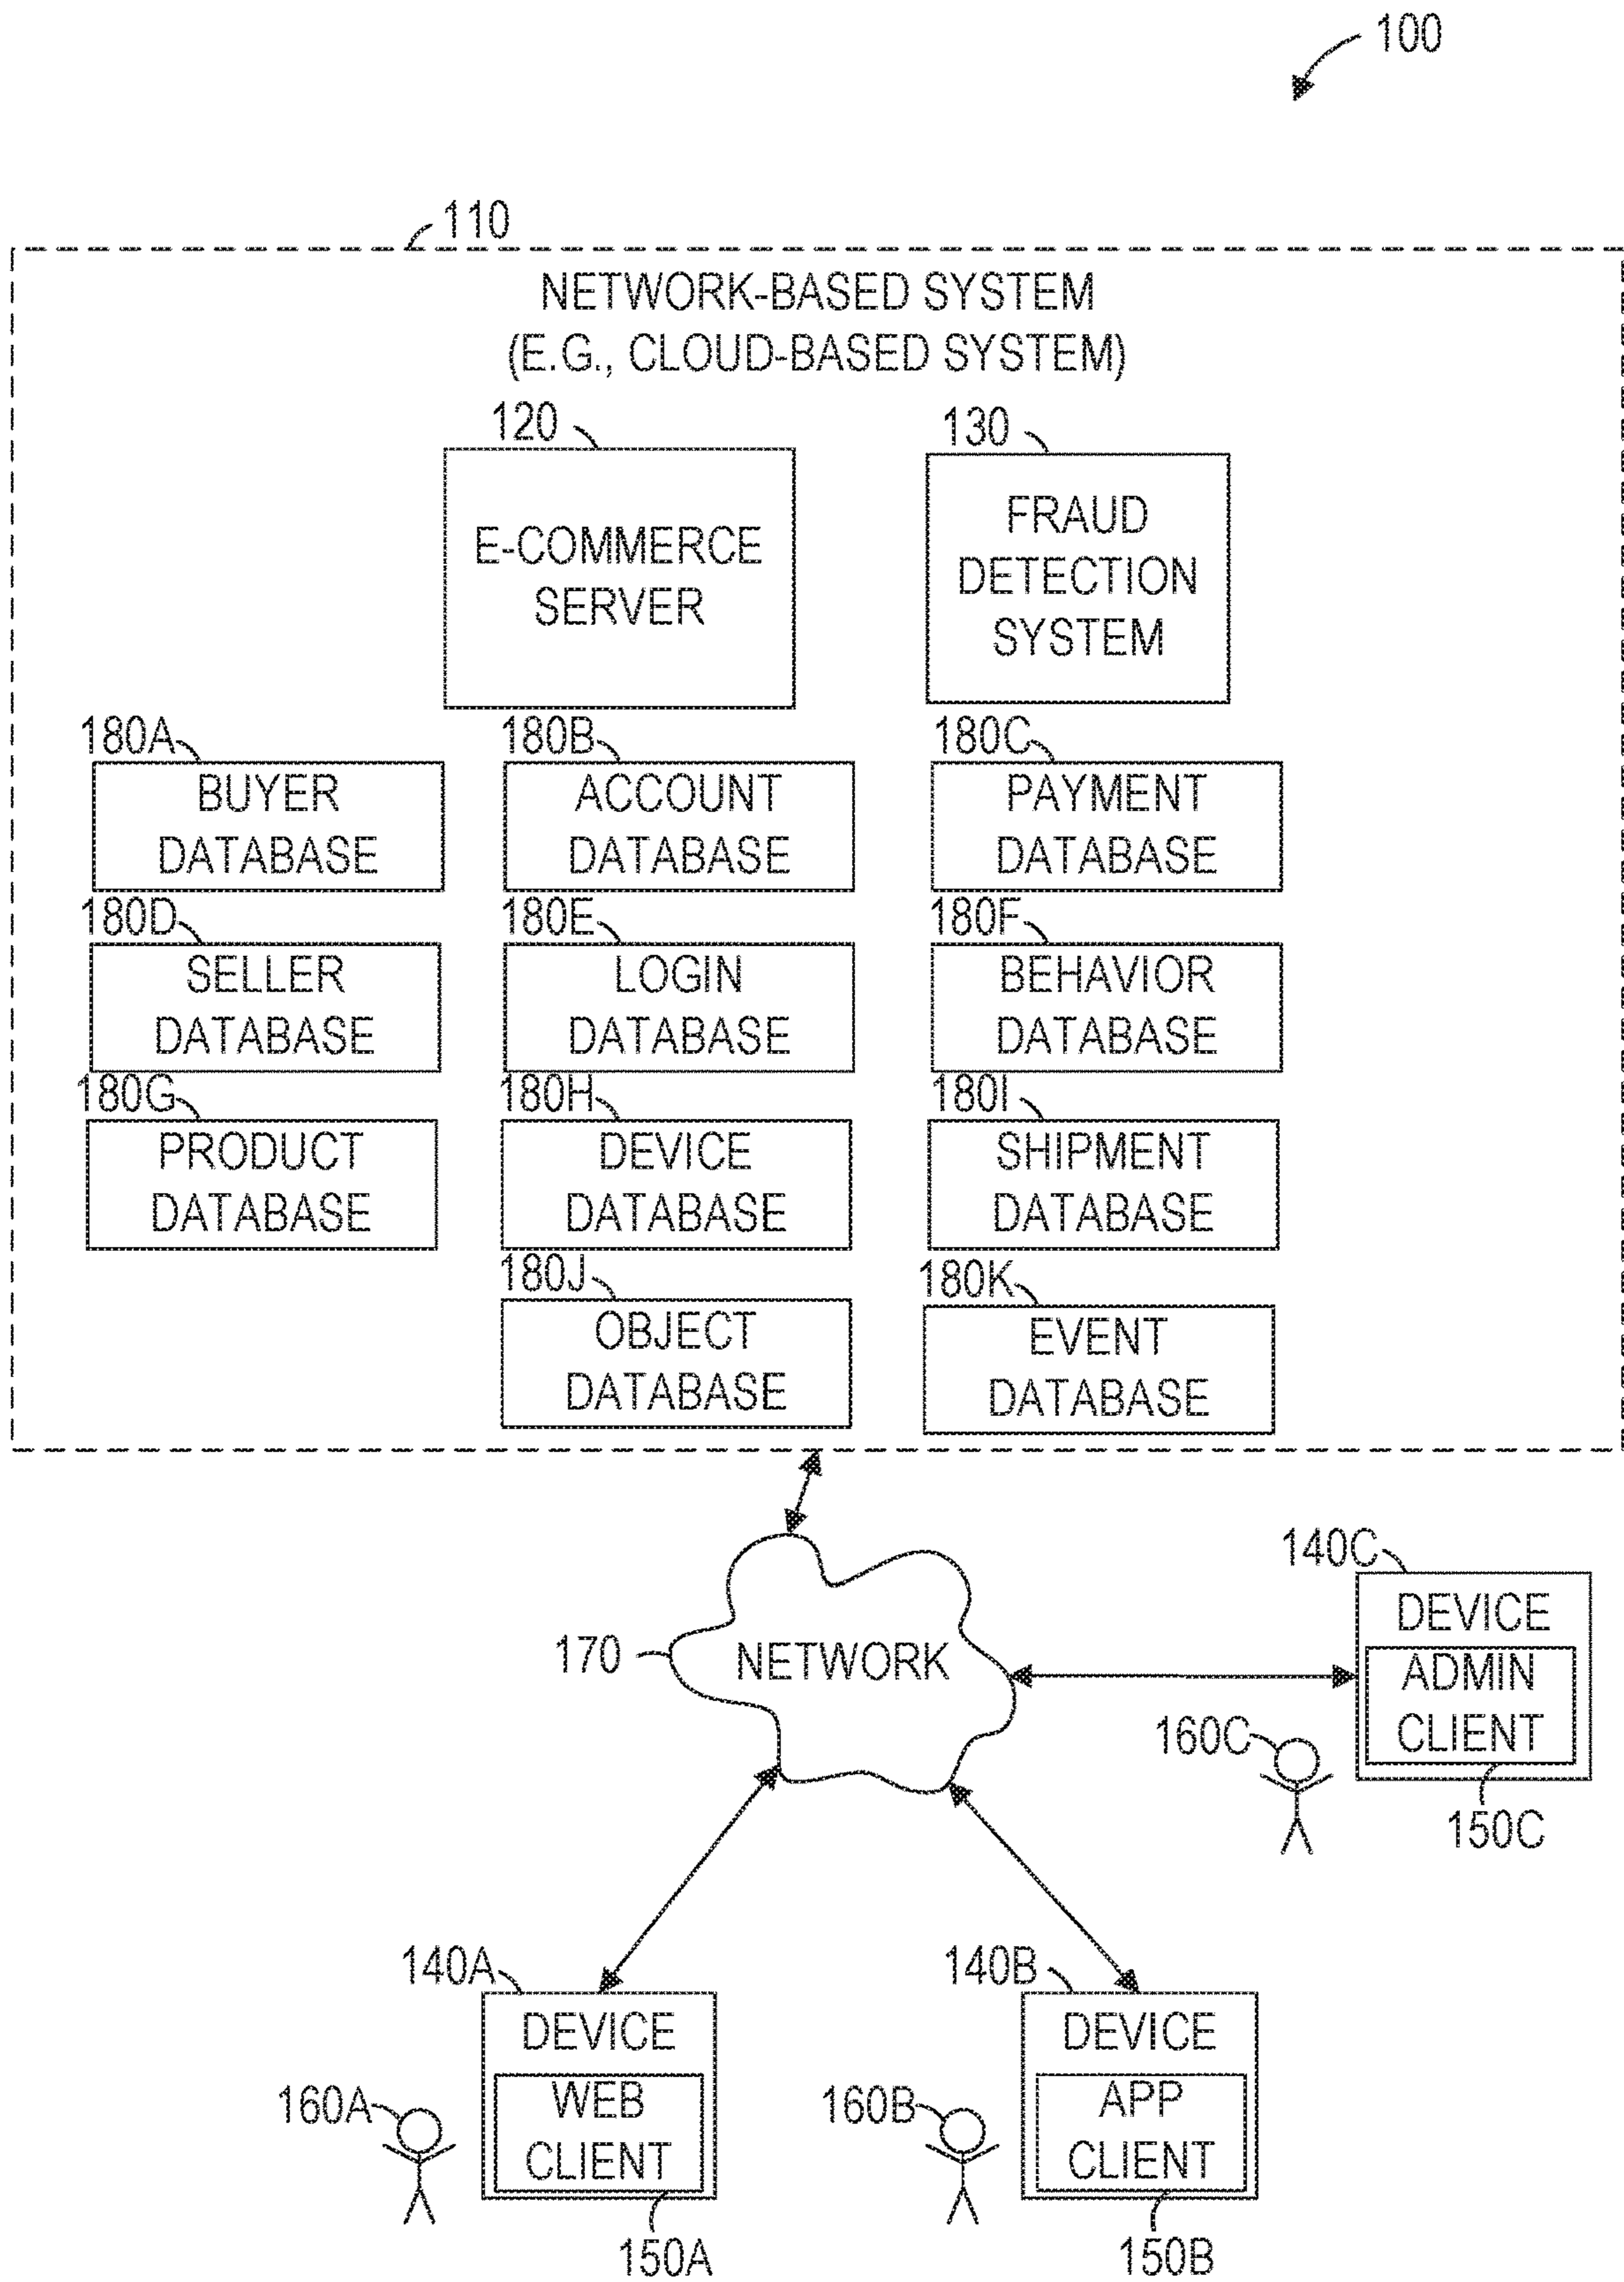 100
110
NETWORK-BASED SYSTEM
(E.G., CLOUD-BASED SYSTEM)
120
130
E-COMMERCE
SERVER
FRAUD
DETECTION
SYSTEM
180A
180B
180C
BUYER
DATABASE
ACCOUNT
DATABASE
PAYMENT
DATABASE
180D
180E
180F
SELLER
DATABASE
LOGIN
DATABASE
BEHAVIOR
DATABASE
180G
180H
180I
PRODUCT
DATABASE
DEVICE
DATABASE
SHIPMENT
DATABASE
180J
180K
OBJECT
DATABASE
EVENT
DATABASE
170
NETWORK
140C
DEVICE
ADMIN
CLIENT
160C
150C
140A
140B
DEVICE
WEB
CLIENT
160A
150A
DEVICE
APP
CLIENT
160B
150B